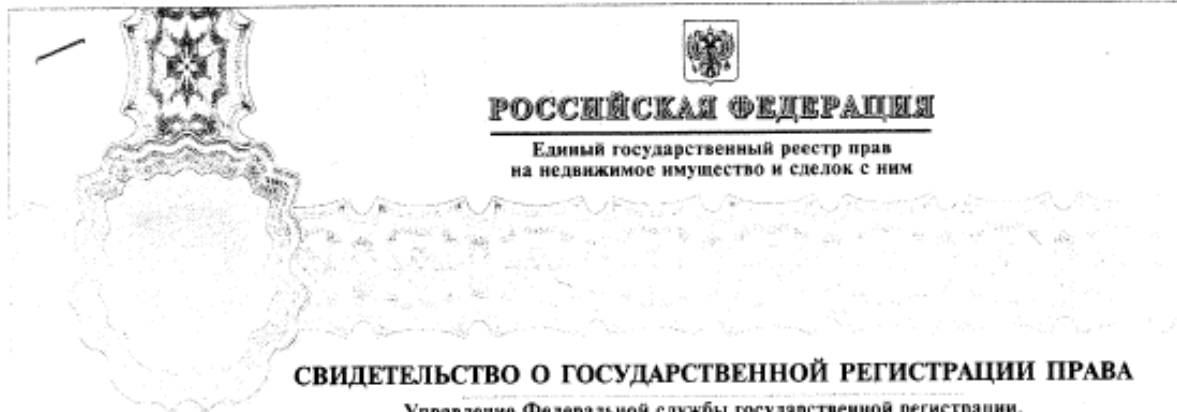 РОССИЙСКАЯ ФЕДЕРАЦИЯ
Единый государственный реестр прав
на недвижимое имущество и сделок с ним
СВИДЕТЕЛЬСТВО О ГОСУДАРСТВЕННОЙ РЕГИСТРАЦИИ ПРАВА
Управление Федеральной службы государственной регистрации,